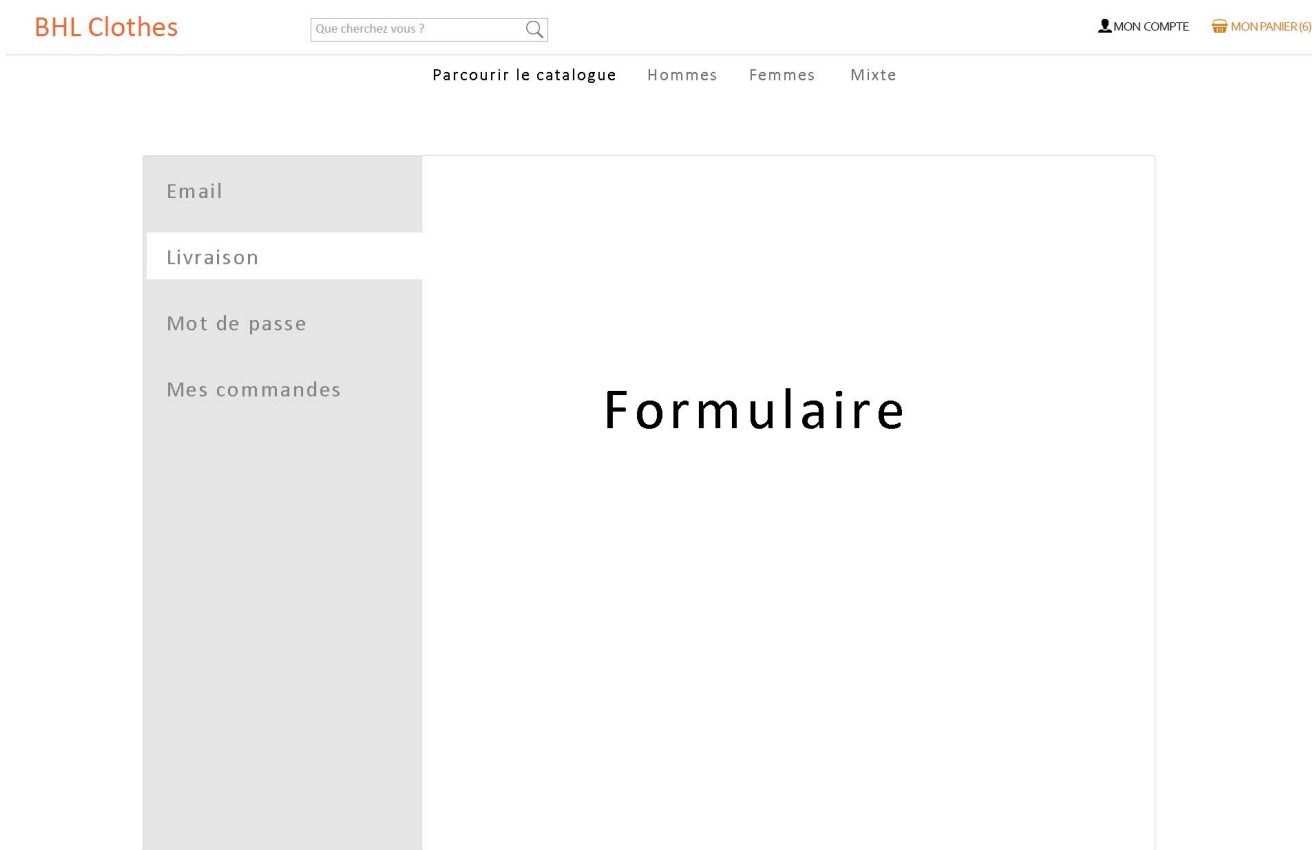 BHL Clothes
Que cherchez vous ?
MON COMPTE
MON PANIER (6)
Parcourir le catalogue Hommes Femmes Mixte
Email
Livraison
Mot de passe
Mes commandes
Formulaire